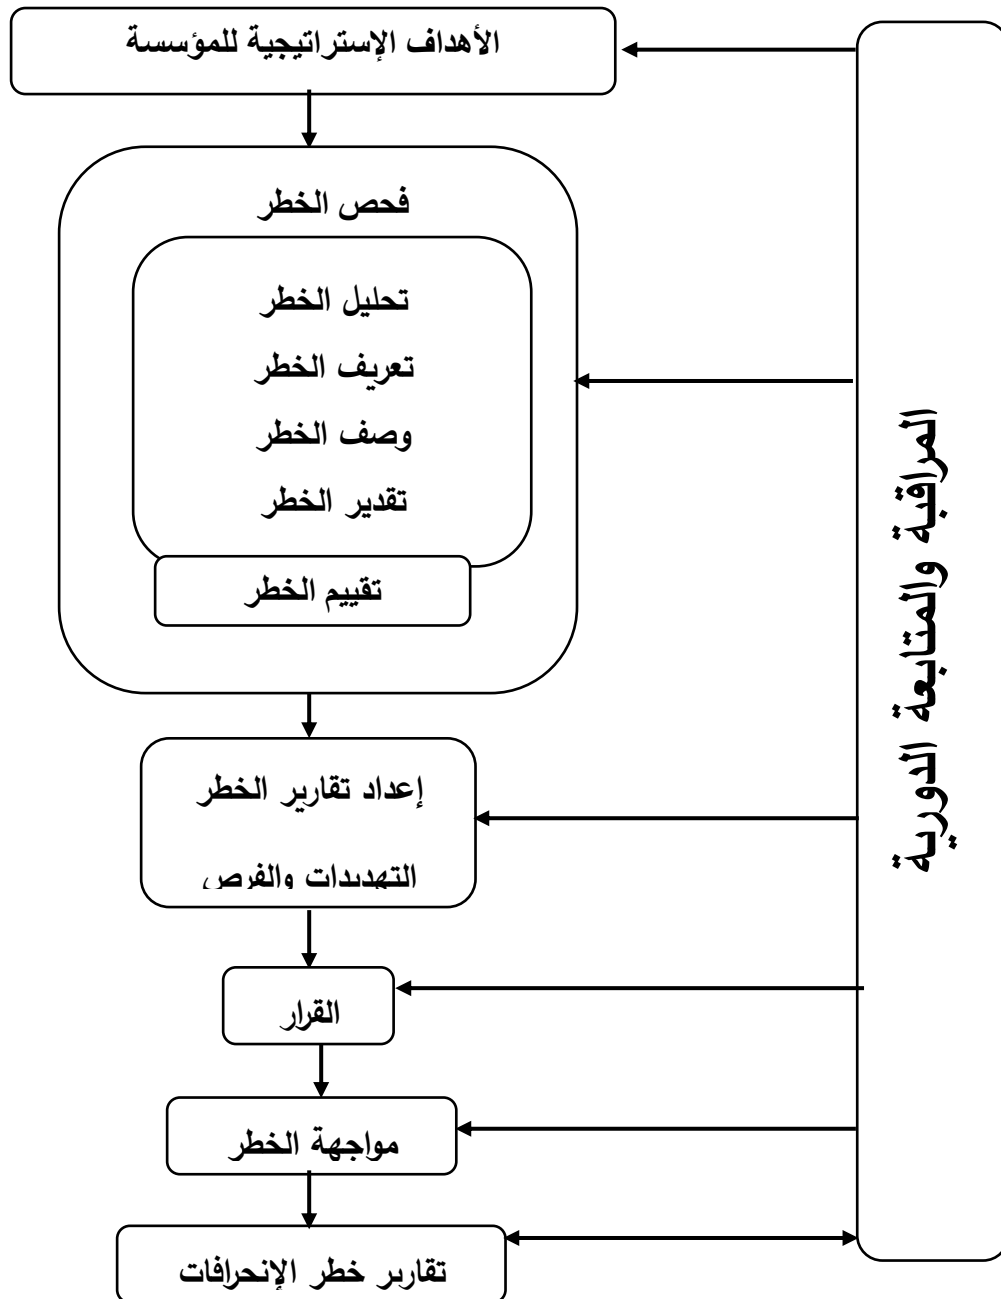 الأهداف الإستراتيجية للمؤسسة
فحص الخطر
تحليل الخطر
تعريف الخطر
وصف الخطر
تقدير الخطر
تقييم الخطر
إعداد تقارير الخطر
التهديدات والفرص
القرار
مواجهة الخطر
تقارير خطر الإنحرافات
المراقبة والمتابعة الدورية